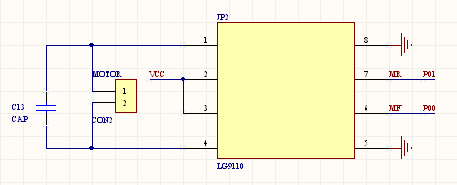 JP2
1
8
MOTOR
VCC
2
7
MR
P01
1
2
C13
CAP
CON2
3
6
MF
P00
4
5
LG9110